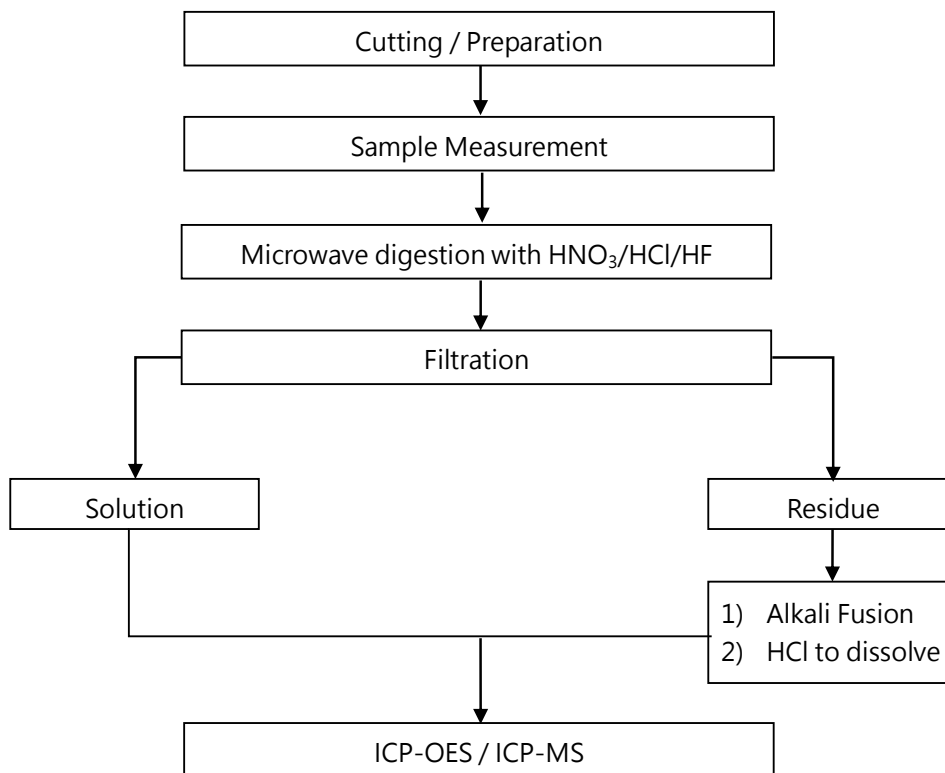 Cutting / Preparation
Sample Measurement
Microwave digestion with HNO₃/HCl/HF
Filtration
Solution
Residue
1) Alkali Fusion
2) HCl to dissolve
ICP-OES / ICP-MS